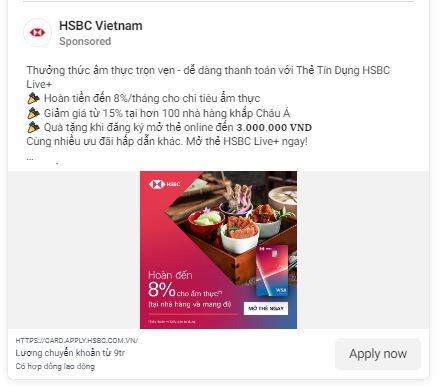 HSBC Vietnam
Sponsored
Thưởng thức ẩm thực trọn vẹn - dễ dàng thanh toán với Thẻ Tín Dụng HSBC
Live+
🎉 Hoàn tiền đến 8%/tháng cho chi tiêu ẩm thực
🎉 Giảm giá từ 15% tại hơn 100 nhà hàng khắp Châu Á
🎉 Quà tặng khi đăng ký mở thẻ online đến 3.000.000 VND
Cùng nhiều ưu đãi hấp dẫn khác. Mở thẻ HSBC Live+ ngay!
...
HSBC
Hoàn đến
8% cho ẩm thực(*)
(tại nhà hàng và mang đi)
VISA
MỞ THẺ NGAY
HTTPS://CARD.APPLY.HSBC.COM.VN/
Lương chuyển khoản từ 9tr
Có hợp đồng lao động
Apply now